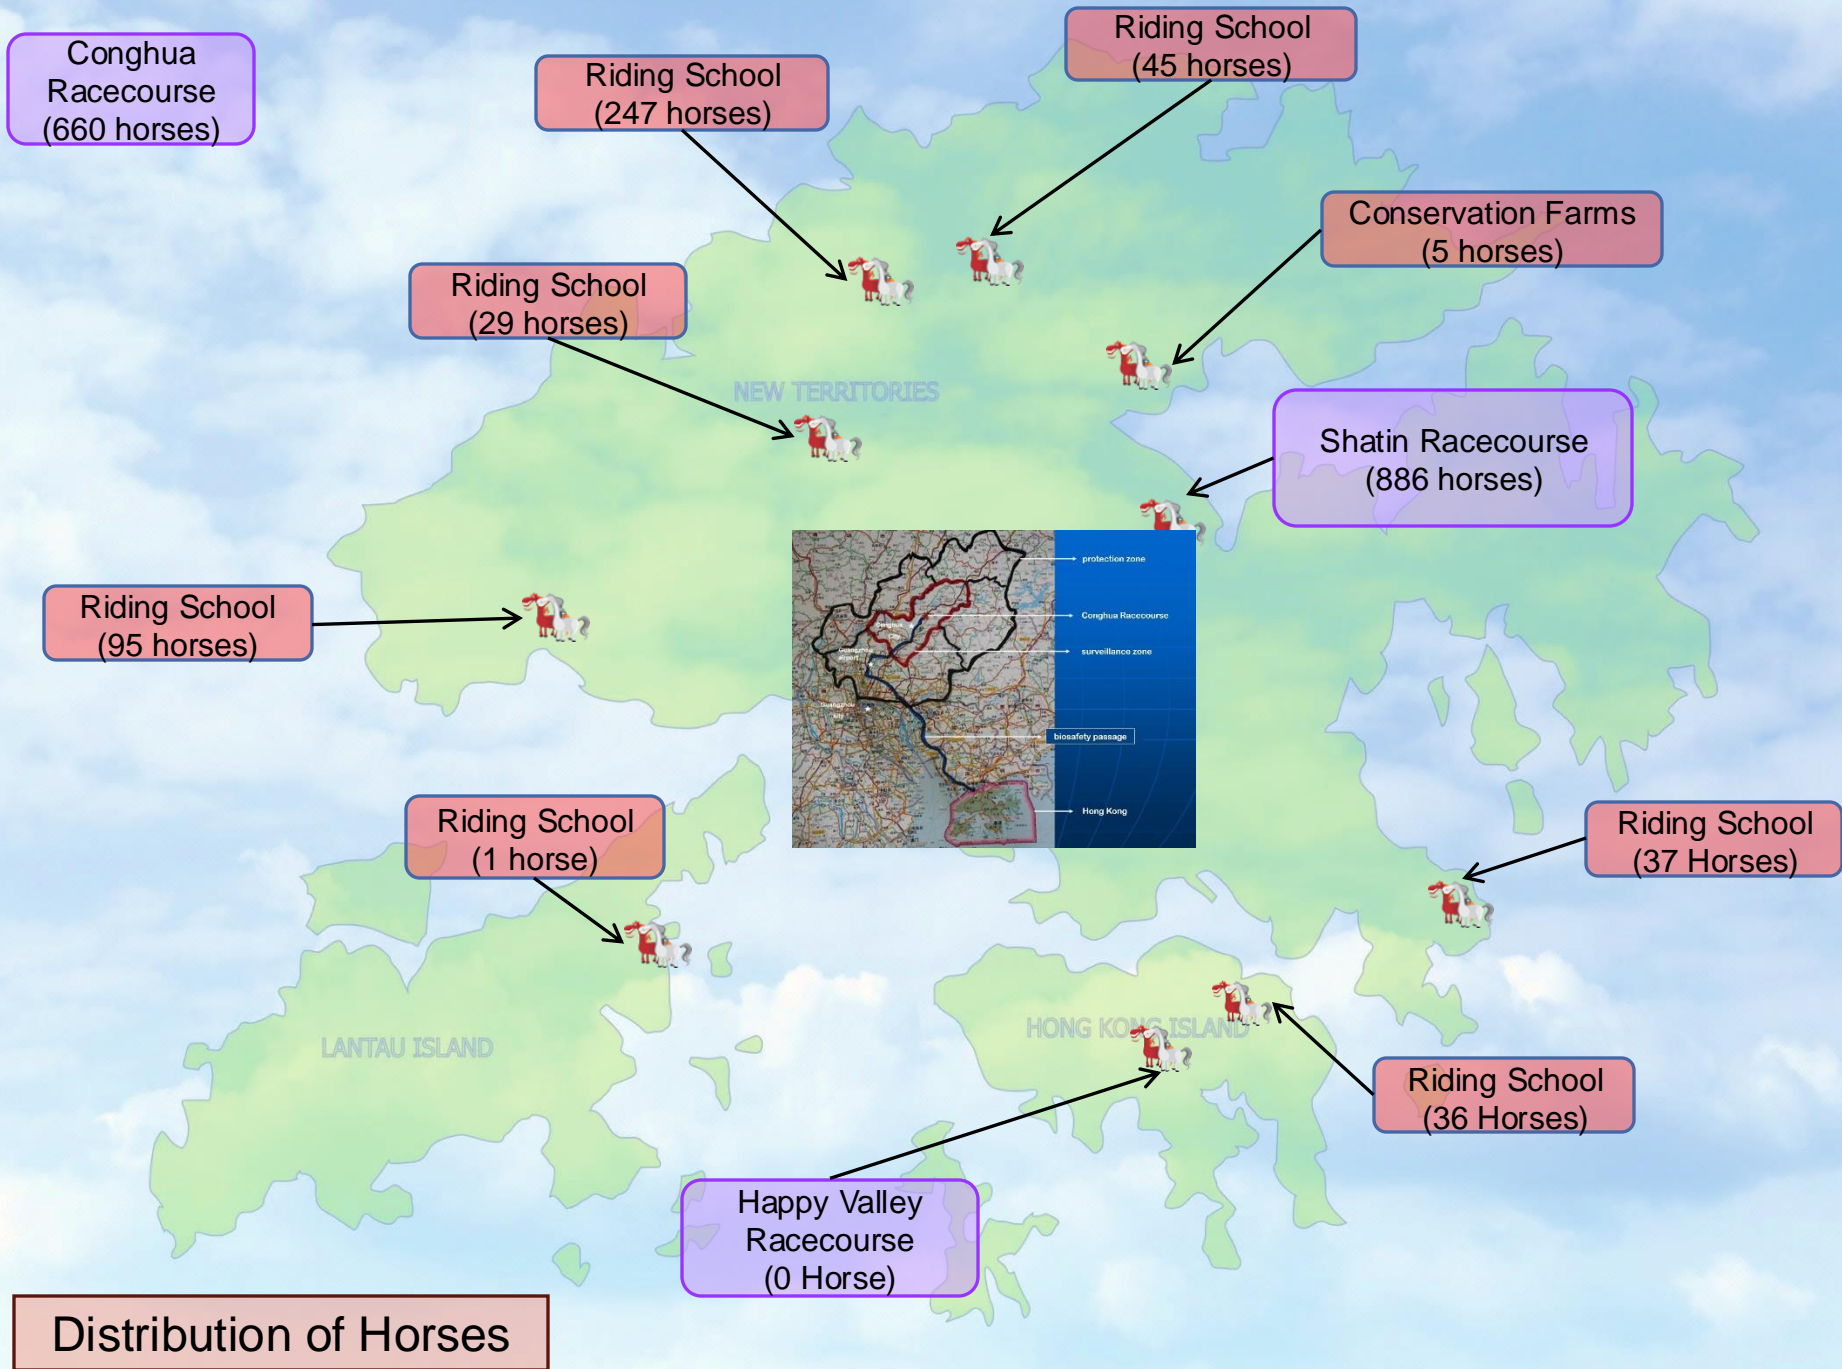 Riding School
(45 horses)
Conghua
Racecourse
(660 horses)
Riding School
(247 horses)
Conservation Farms
(5 horses)
Riding School
(29 horses)
NEW TERRITORIES
Shatin Racecourse
(886 horses)
protection zone
Conghua Racecourse
surveillance zone
biosafety passage
Hong Kong
Riding School
(95 horses)
Riding School
(1 horse)
Riding School
(37 Horses)
LANTAU ISLAND
HONG KONG ISLAND
Riding School
(36 Horses)
Happy Valley
Racecourse
(0 Horse)
Distribution of Horses